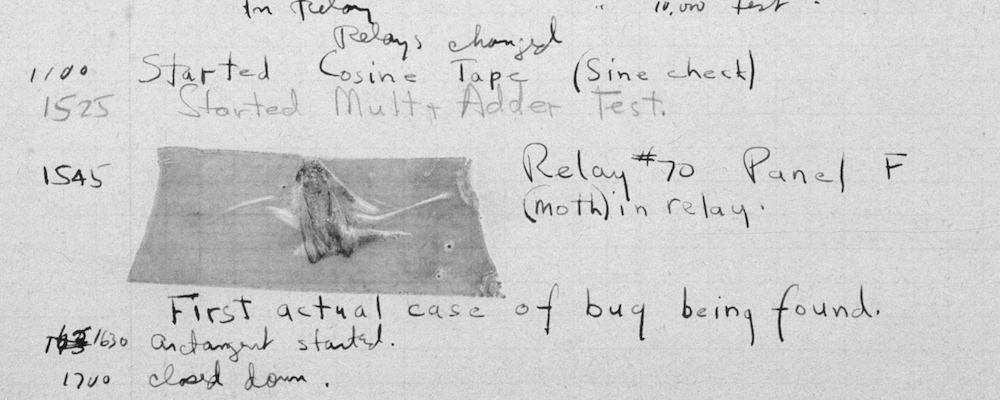 In Relay " 10,000 test.
Relays changed
1100 Started Cosine Tape (Sine check)
1525 Started Mult + Adder Test.
1545 Relay #70 Panel F
(moth) in relay.
First actual case of bug being found.
1630 arctangent started.
1700 closed down.